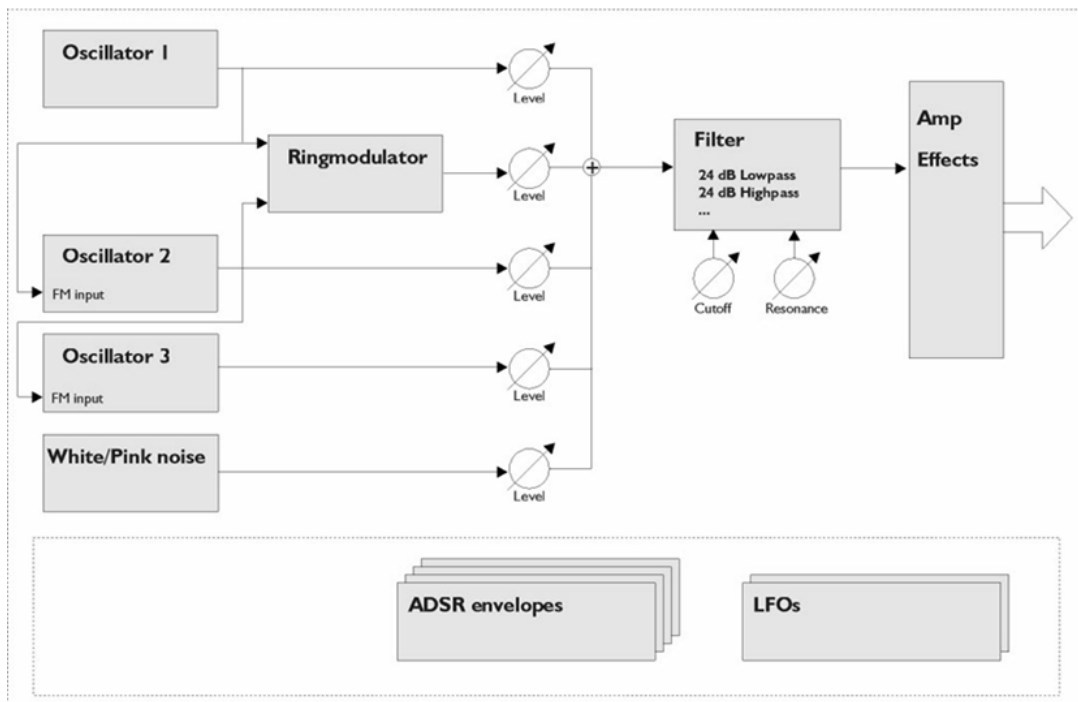 Oscillator 1
Level
Ringmodulator
Level
Filter
24 dB Lowpass
24 dB Highpass
...
Cutoff
Resonance
Amp
Effects
Oscillator 2
FM input
Level
Oscillator 3
FM input
Level
White/Pink noise
Level
ADSR envelopes
LFOs